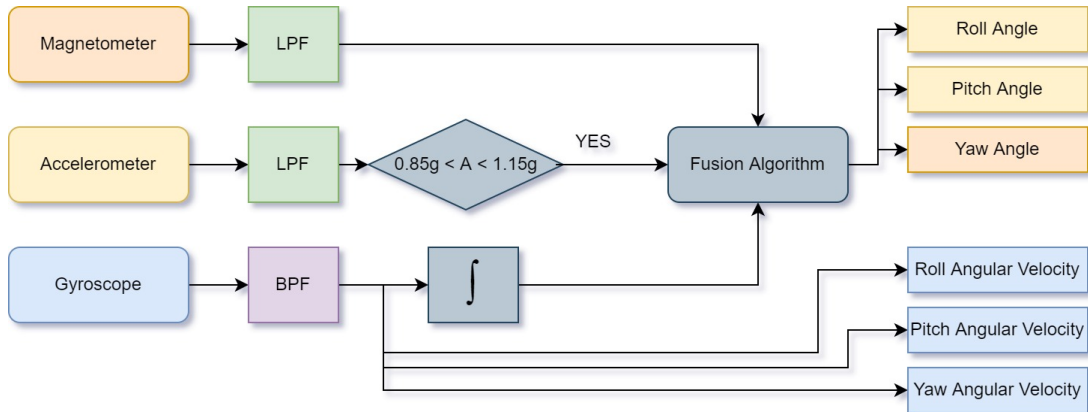 Magnetometer
LPF
Roll Angle
Pitch Angle
Accelerometer
LPF
0.85g < A < 1.15g
YES
Fusion Algorithm
Yaw Angle
Gyroscope
BPF
∫
Roll Angular Velocity
Pitch Angular Velocity
Yaw Angular Velocity